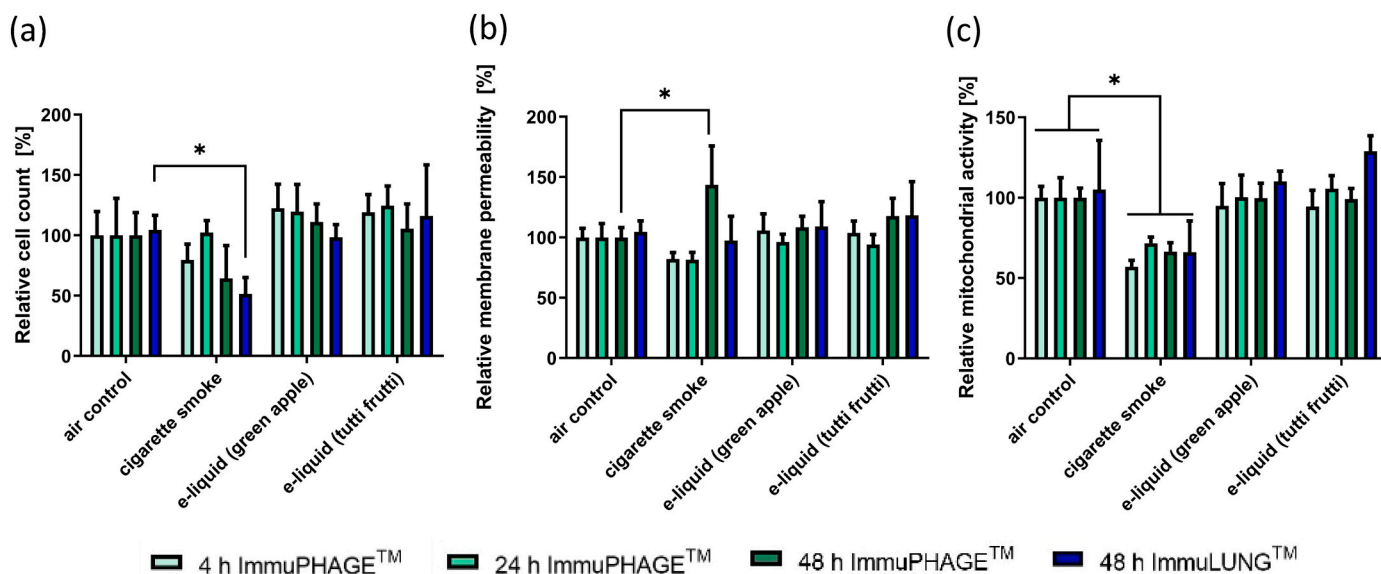 (a)
Relative cell count [%]
200
150
100
50
0
*
air control
cigarette smoke
e-liquid (green apple)
e-liquid (tutti frutti)
(b)
Relative membrane permeability [%]
200
150
100
50
0
*
air control
cigarette smoke
e-liquid (green apple)
e-liquid (tutti frutti)
(c)
Relative mitochondrial activity [%]
150
100
50
0
*
air control
cigarette smoke
e-liquid (green apple)
e-liquid (tutti frutti)
4 h ImmuPHAGE™
24 h ImmuPHAGE™
48 h ImmuPHAGE™
48 h ImmuLUNG™